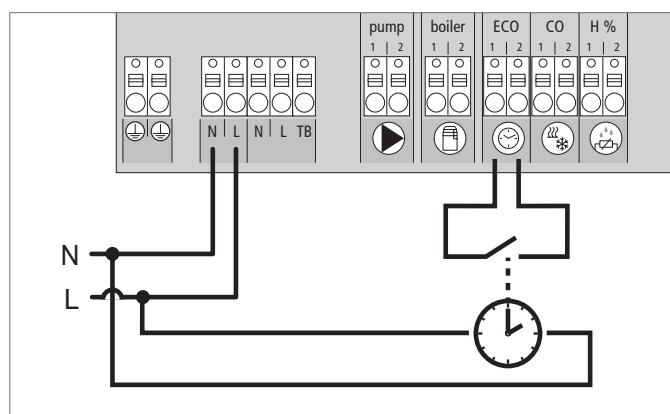 pump boiler ECO CO H %
1 | 2 1 | 2 1 | 2 1 | 2 1 | 2
N L N L TB
N
L